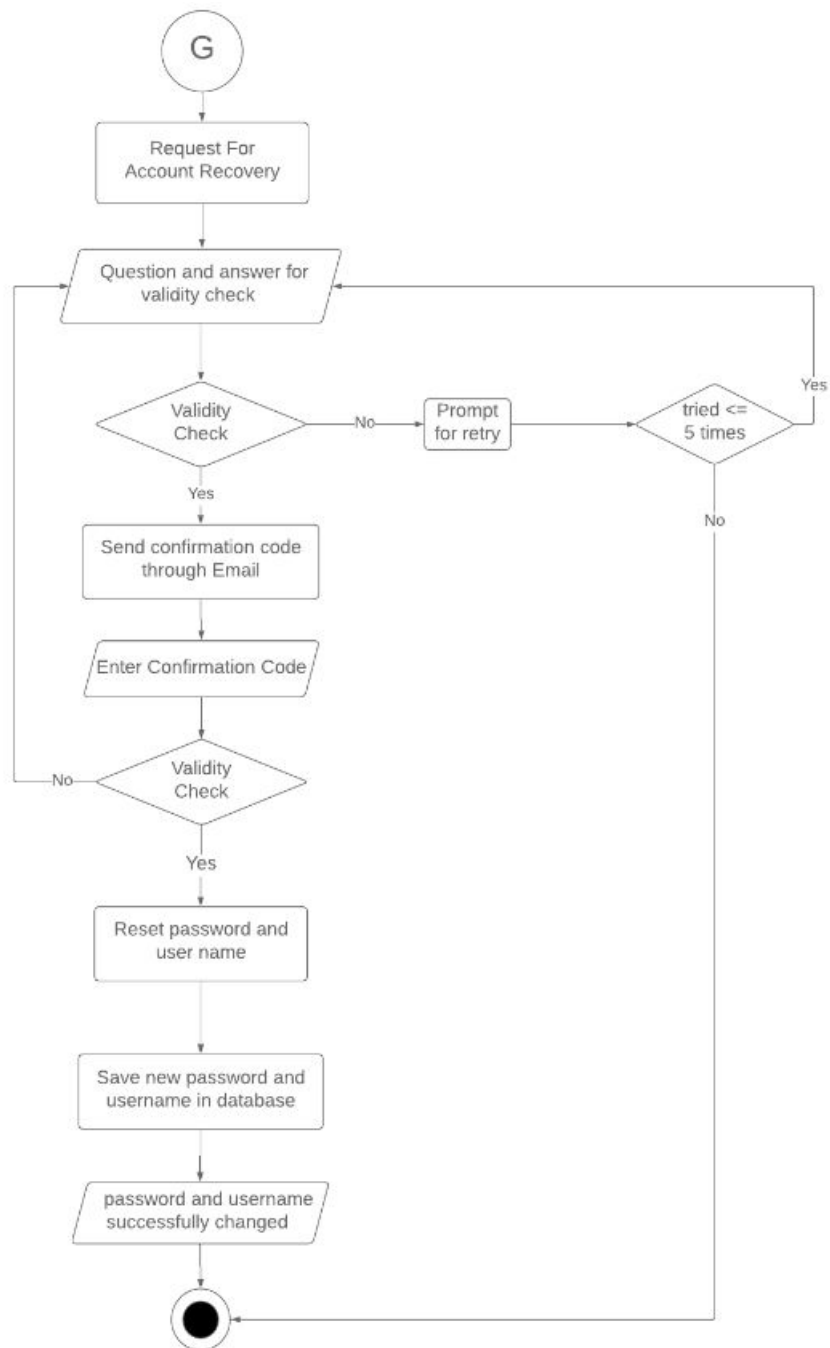 G
Request For
Account Recovery
Question and answer for
validity check
Yes
Validity
Check
No
Prompt
for retry
tried <=
5 times
Yes
No
Send confirmation code
through Email
Enter Confirmation Code
No
Validity
Check
Yes
Reset password and
user name
Save new password and
username in database
password and username
successfully changed